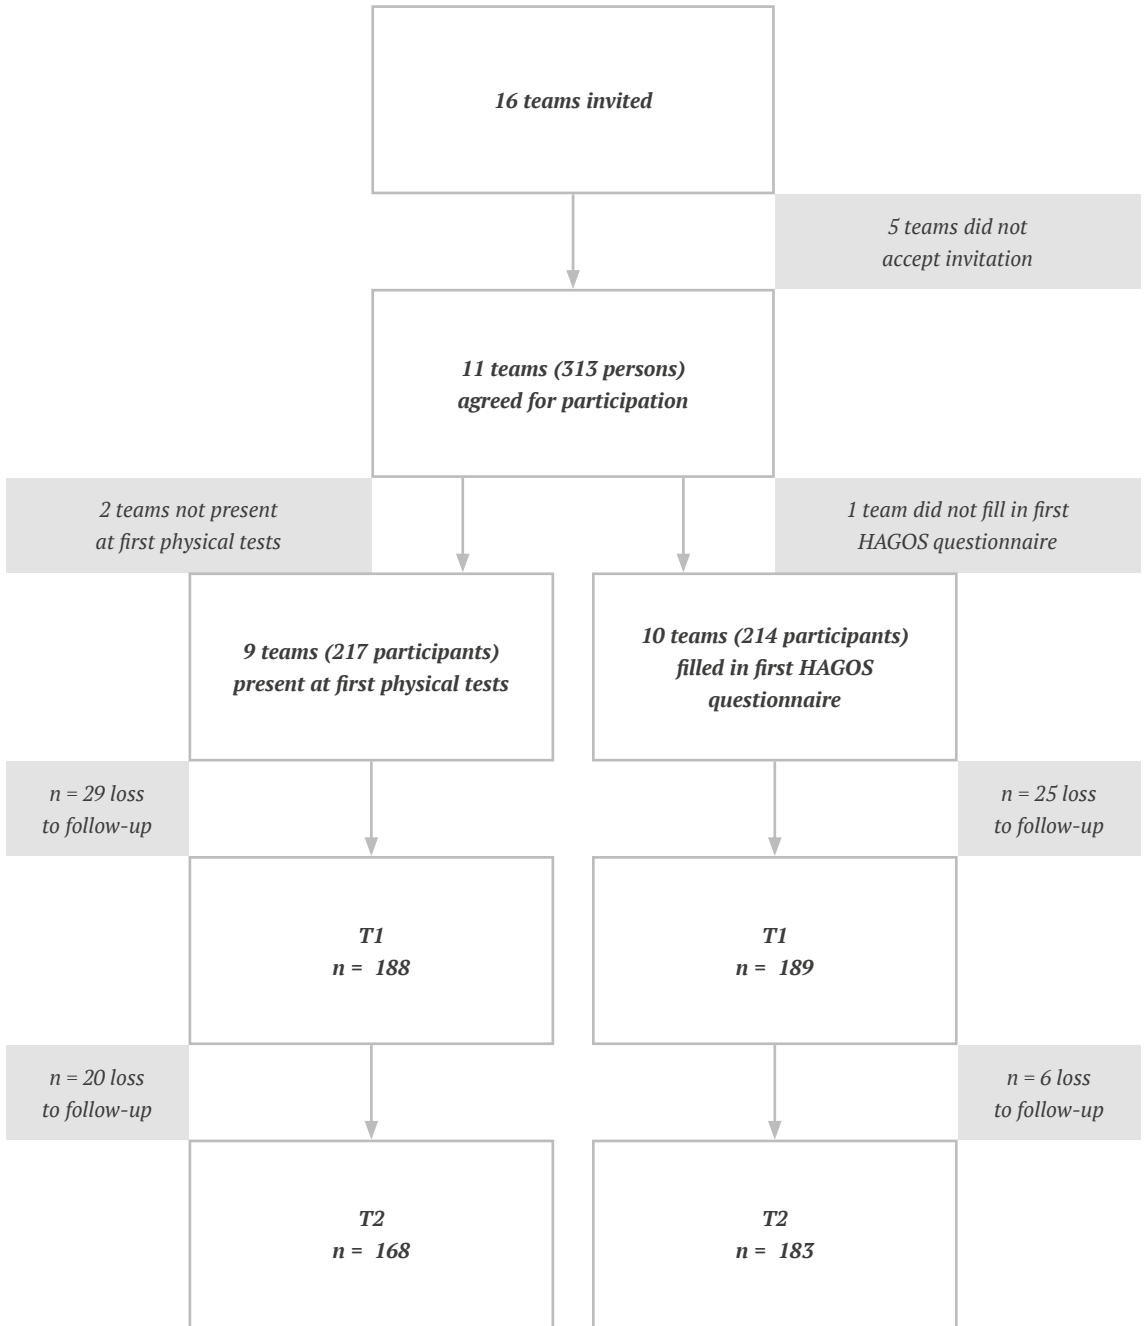 16 teams invited
5 teams did not
accept invitation
11 teams (313 persons)
agreed for participation
2 teams not present
at first physical tests
1 team did not fill in first
HAGOS questionnaire
9 teams (217 participants)
present at first physical tests
10 teams (214 participants)
filled in first HAGOS
questionnaire
n = 29 loss
to follow-up
n = 25 loss
to follow-up
T1
n = 188
T1
n = 189
n = 20 loss
to follow-up
n = 6 loss
to follow-up
T2
n = 168
T2
n = 183